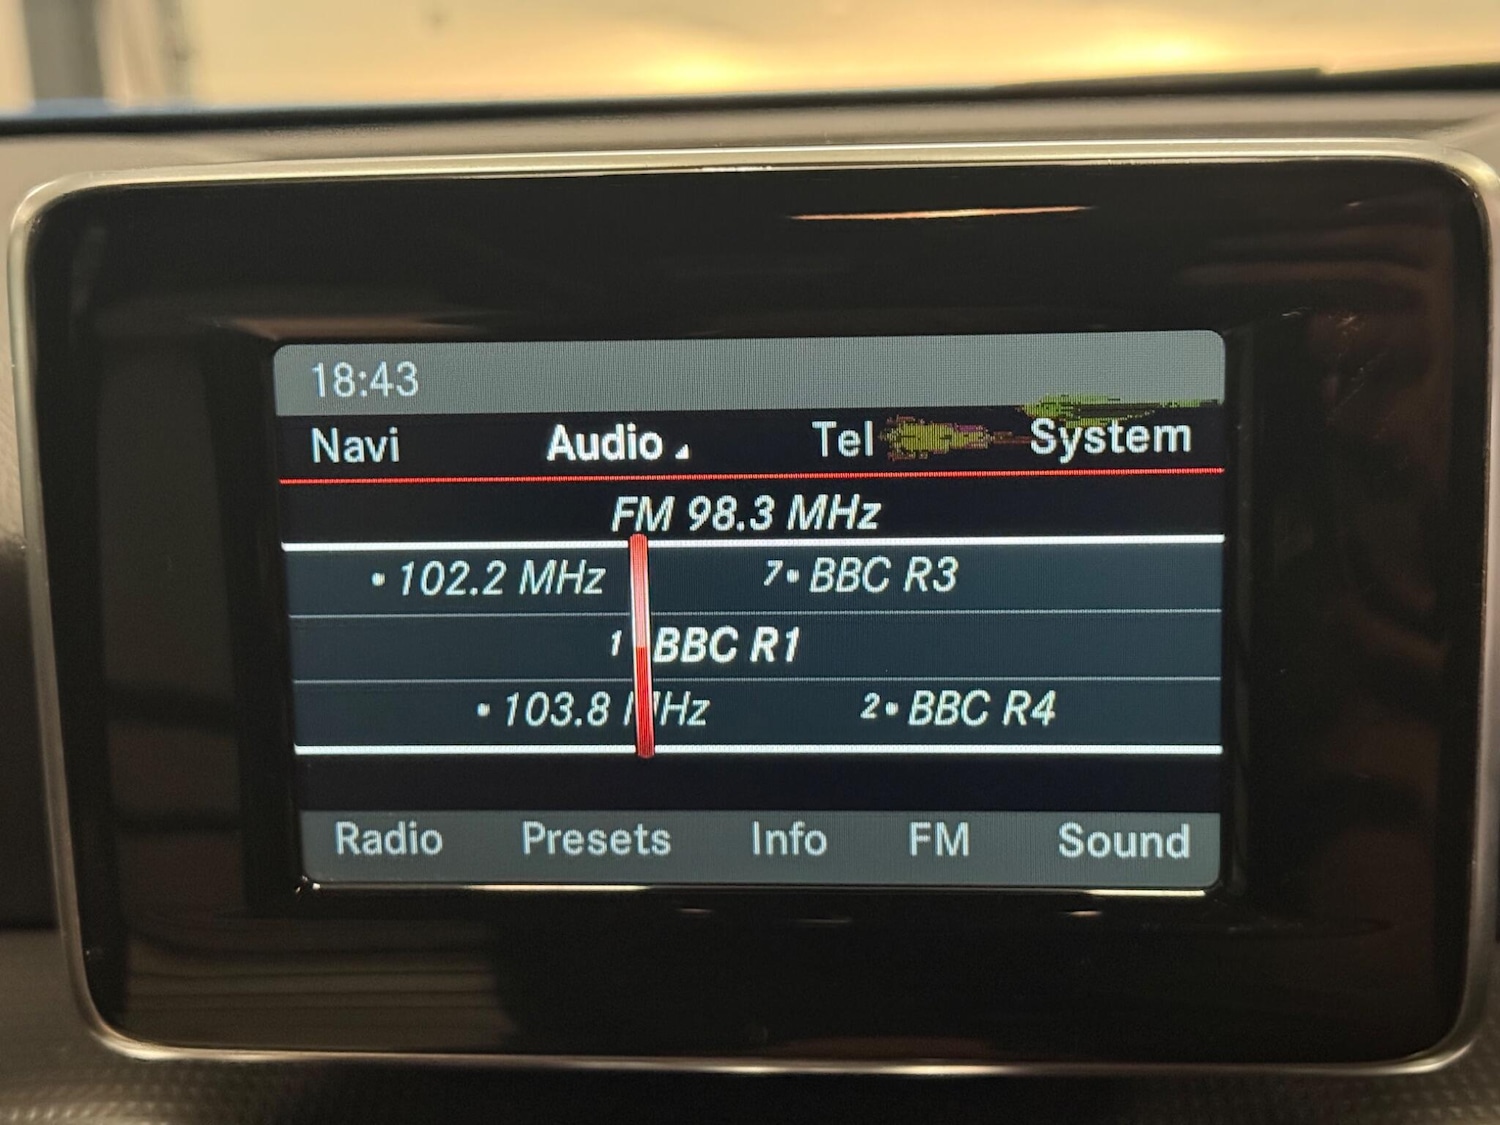 18:43
Navi Audio Tel System
FM 98.3 MHz
• 102.2 MHz 7• BBC R3
1 BBC R1
• 103.8 MHz 2• BBC R4
Radio Presets Info FM Sound